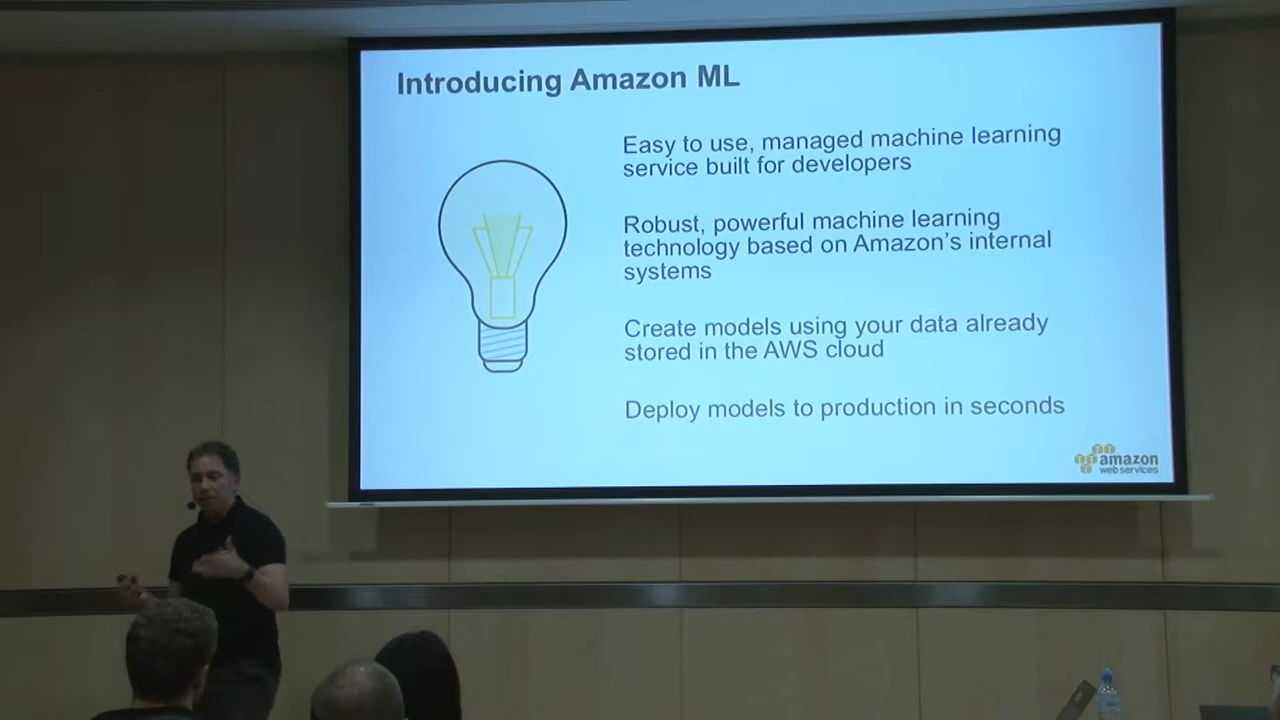 Introducing Amazon ML
Easy to use, managed machine learning
service built for developers
Robust, powerful machine learning
technology based on Amazon’s internal
systems
Create models using your data already
stored in the AWS cloud
Deploy models to production in seconds
amazon
web services